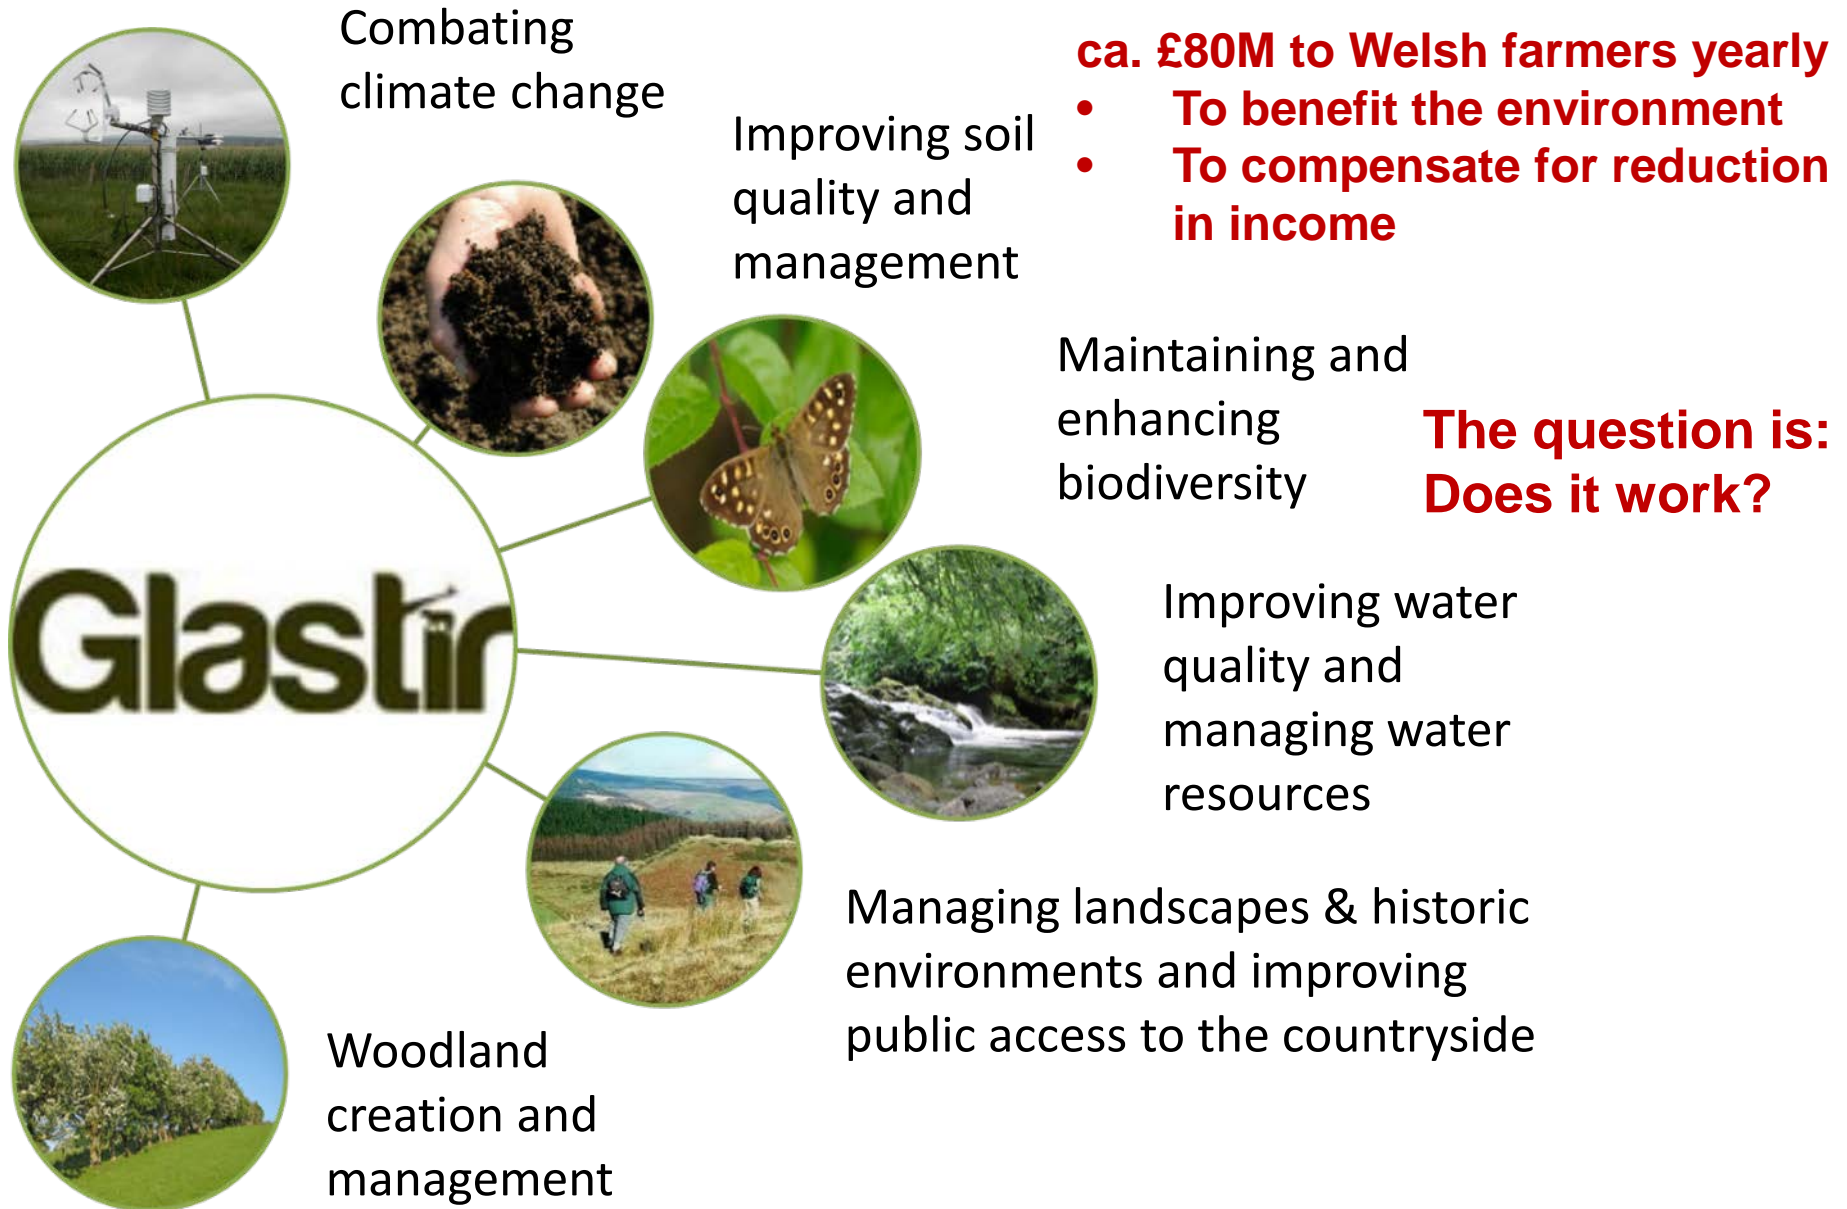 Combating
climate change
ca. £80M to Welsh farmers yearly
• To benefit the environment
• To compensate for reduction
in income
Improving soil
quality and
management
Maintaining and
enhancing
biodiversity
The question is:
Does it work?
Glastir
Improving water
quality and
managing water
resources
Managing landscapes & historic
environments and improving
public access to the countryside
Woodland
creation and
management